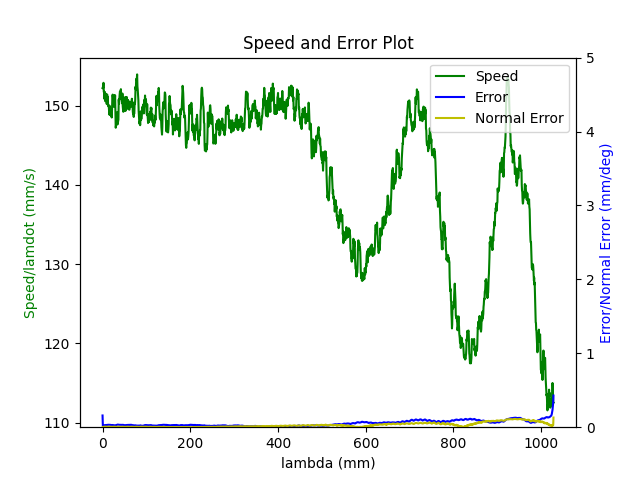 Speed and Error Plot
Speed
Error
Normal Error
Speed/lamdot (mm/s)
150
140
130
120
110
5
4
3
2
1
0
Error/Normal Error (mm/deg)
0 200 400 600 800 1000
lambda (mm)